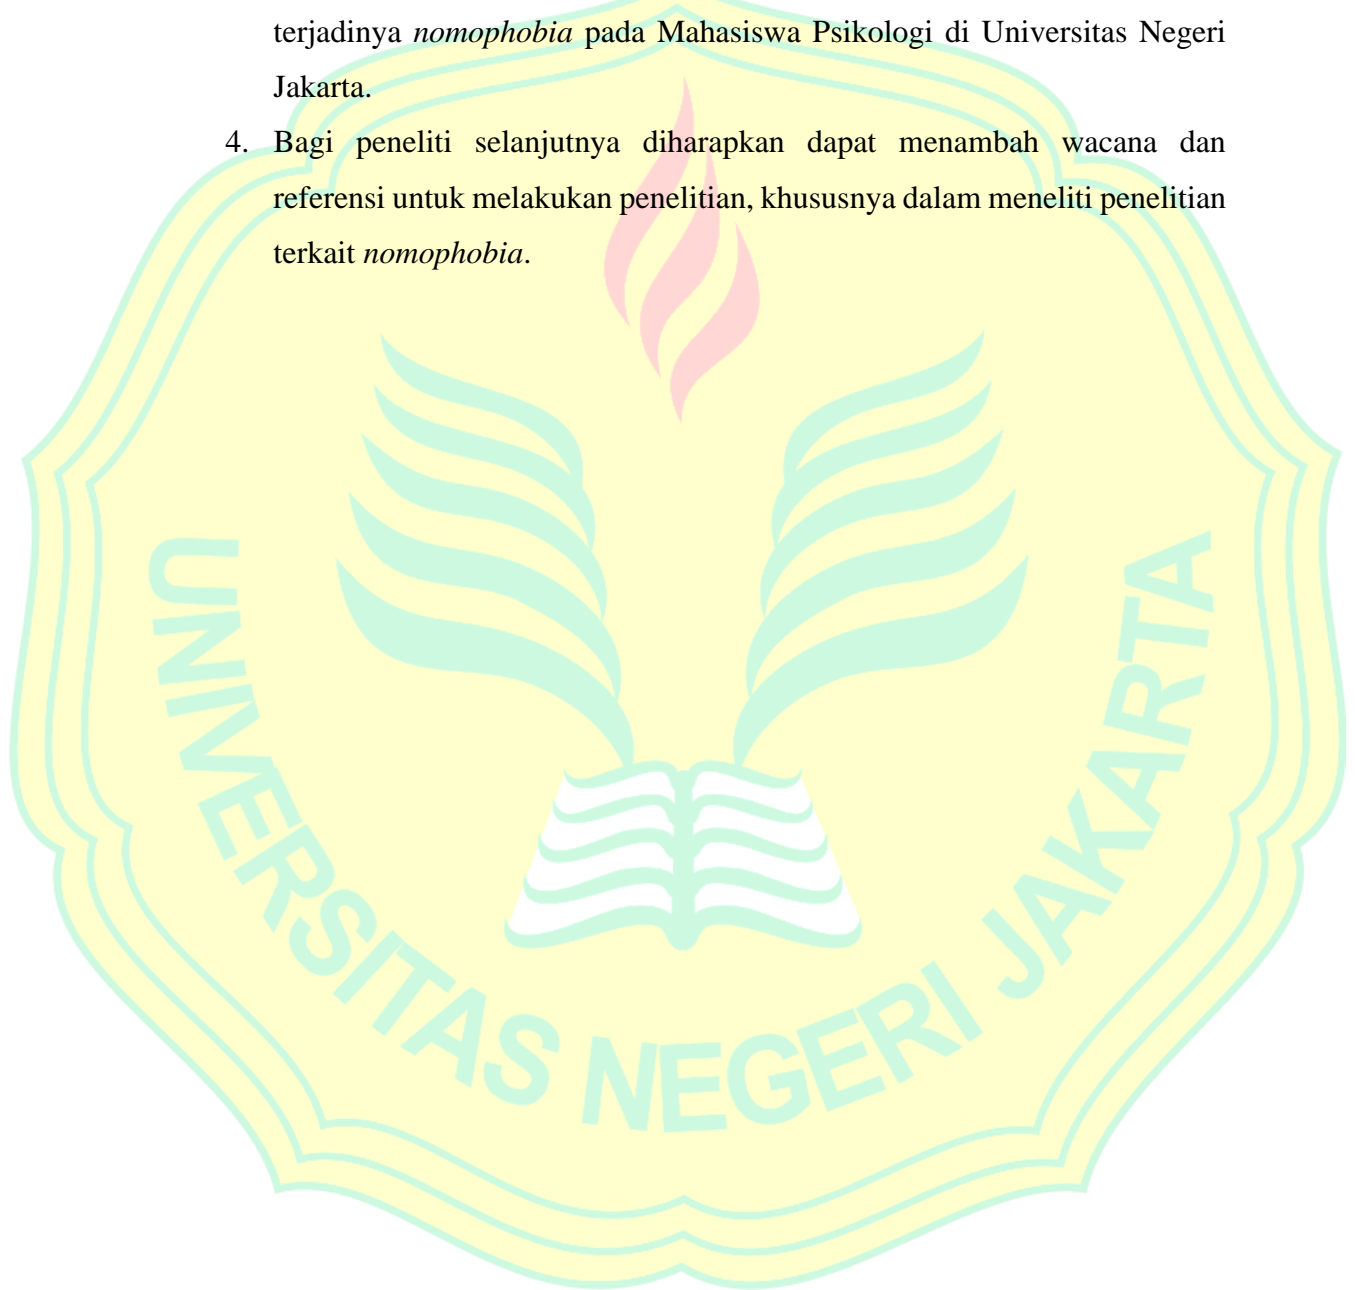 terjadinya nomophobia pada Mahasiswa Psikologi di Universitas Negeri
Jakarta.
4. Bagi peneliti selanjutnya diharapkan dapat menambah wacana dan
referensi untuk melakukan penelitian, khususnya dalam meneliti penelitian
terkait nomophobia.
UNIVERSITAS NEGERI JAKARTA